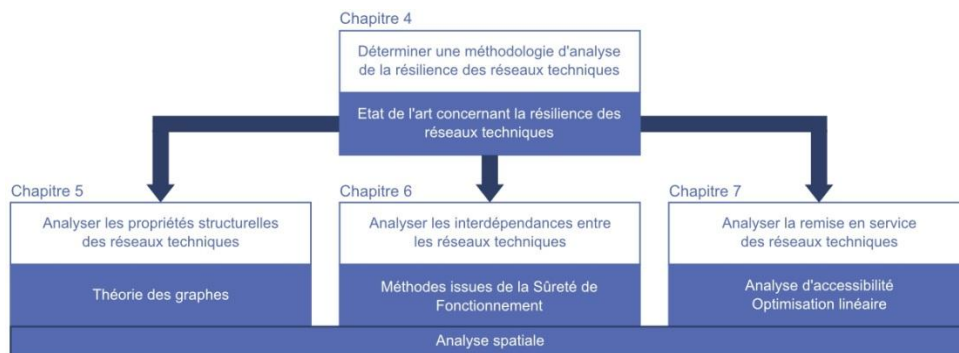 Chapitre 4
Déterminer une méthodologie d'analyse
de la résilience des réseaux techniques
Etat de l'art concernant la résilience des
réseaux techniques
Chapitre 5
Analyser les propriétés structurelles
des réseaux techniques
Théorie des graphes
Chapitre 6
Analyser les interdépendances entre
les réseaux techniques
Méthodes issues de la Sûreté de
Fonctionnement
Chapitre 7
Analyser la remise en service
des réseaux techniques
Analyse d'accessibilité
Optimisation linéaire
Analyse spatiale